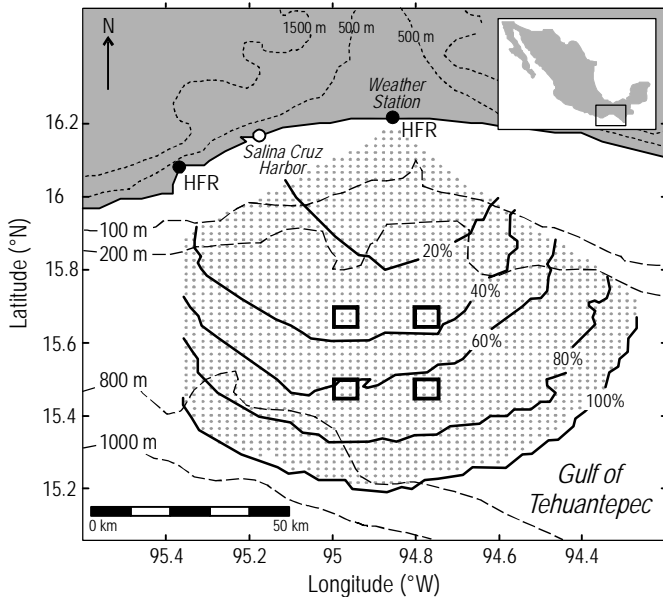 N
1500 m
500 m
500 m
Weather
Station
HFR
Salina Cruz
Harbor
HFR
16.2
16
15.8
15.6
15.4
15.2
Latitude (°N)
100 m
200 m
800 m
1000 m
20%
40%
60%
80%
100%
Gulf of
Tehuantepec
0 km
50 km
95.4
95.2
95
94.8
94.6
94.4
Longitude (°W)